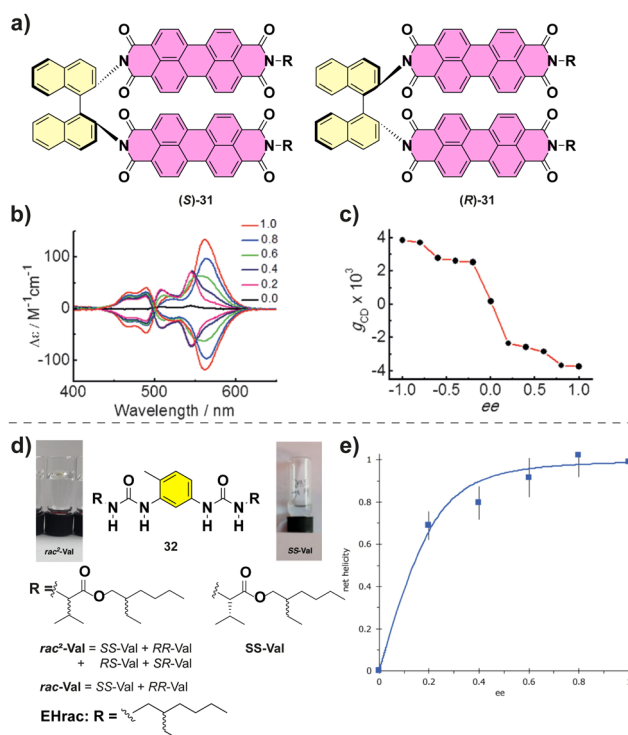 a)
O O O O
N N-R
O O O O
N N-R
O O
(S)-31
O O O O
N N-R
O O O O
N N-R
O O
(R)-31
b)
Δε / M⁻¹cm⁻¹
100
0
-100
1.0
0.8
0.6
0.4
0.2
0.0
400 500 600
Wavelength / nm
c)
g_CD x 10³
4
2
0
-2
-4
-1.0 -0.5 0.0 0.5 1.0
ee
d)
rac²-Val
R O O R
N N N N
H H H H
32
SS-Val
R =
O
O
O
O
SS-Val
rac²-Val = SS-Val + RR-Val
+ RS-Val + SR-Val
rac-Val = SS-Val + RR-Val
EHrac: R =
e)
net helicity
1
0.8
0.6
0.4
0.2
0
0 0.2 0.4 0.6 0.8
ee